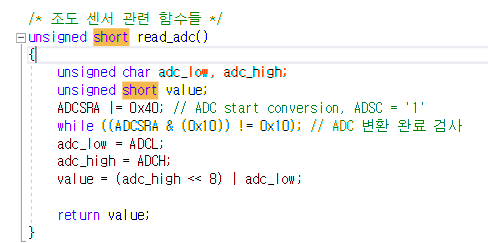 /* 조도 센서 관련 함수들 */
unsigned short read_adc()
{
unsigned char adc_low, adc_high;
unsigned short value;
ADCSRA |= 0x40; // ADC start conversion, ADSC = '1'
while ((ADCSRA & (0x10)) != 0x10); // ADC 변환 완료 검사
adc_low = ADCL;
adc_high = ADCH;
value = (adc_high << 8) | adc_low;
return value;
}